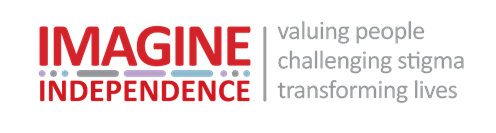 IMAGINE
INDEPENDENCE
valuing people
challenging stigma
transforming lives